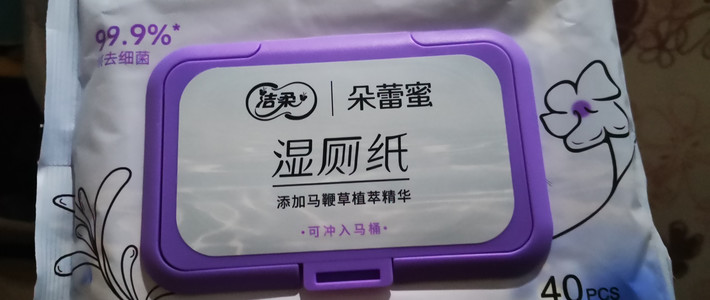 99.9%*
去细菌
洁柔 朵蕾蜜
湿厕纸
添加马鞭草植萃精华
·可冲入马桶·
40PCS